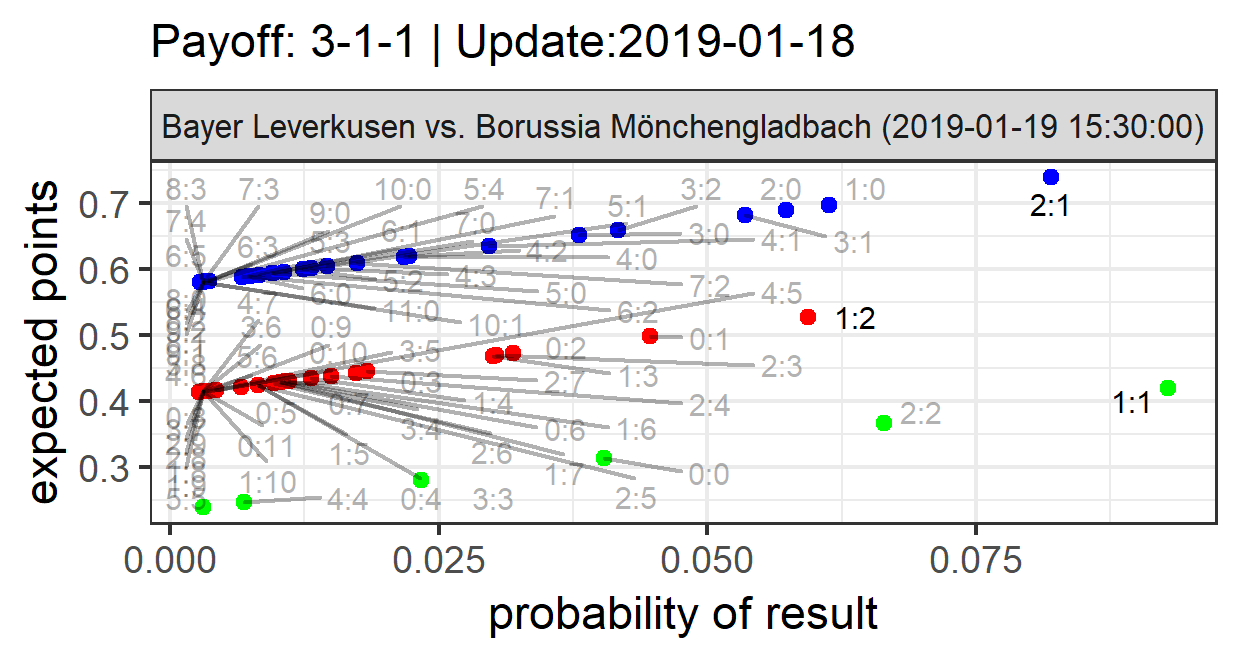 Payoff: 3-1-1 | Update:2019-01-18
Bayer Leverkusen vs. Borussia Mönchengladbach (2019-01-19 15:30:00)
expected points
0.7
0.6
0.5
0.4
0.3
8:3 7:3 10:0 5:4 7:1 3:2 2:0 1:0
7:4 9:0 6:1 7:0 5:1 2:1
6:5 6:3 5:3 4:2 3:0 4:1 3:1
4:0
5:2 4:3
4:7 6:0 5:0 7:2 4:5
11:0 10:1 6:2
3:6 0:9 0:1 1:2
5:6 0:10 3:5 0:2 2:3
0:3 2:7 1:3
0:5 0:7 1:4 2:4 1:1
3:4 0:6 1:6 2:2
0:11 1:5 2:6
1:10 1:7 0:0
5:5 4:4 0:4 3:3 2:5
0.000 0.025 0.050 0.075
probability of result